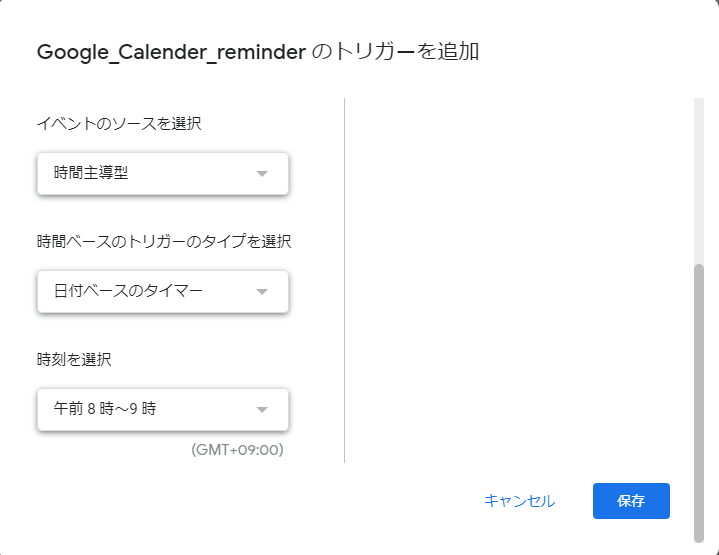 Google_Calender_reminder のトリガーを追加
イベントのソースを選択
時間主導型
時間ベースのトリガーのタイプを選択
日付ベースのタイマー
時刻を選択
午前 8 時～9 時
(GMT+09:00)
キャンセル
保存